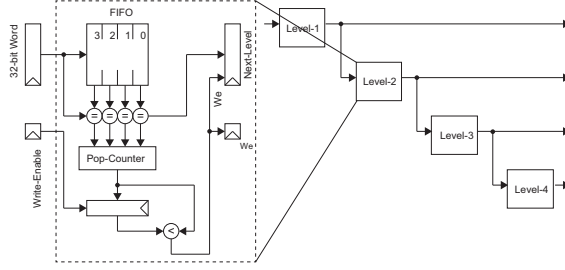 FIFO
32-bit Word
3 2 1 0
= = = =
Next-Level
We
We
Write-Enable
Pop-Counter
<
Level-1
Level-2
Level-3
Level-4